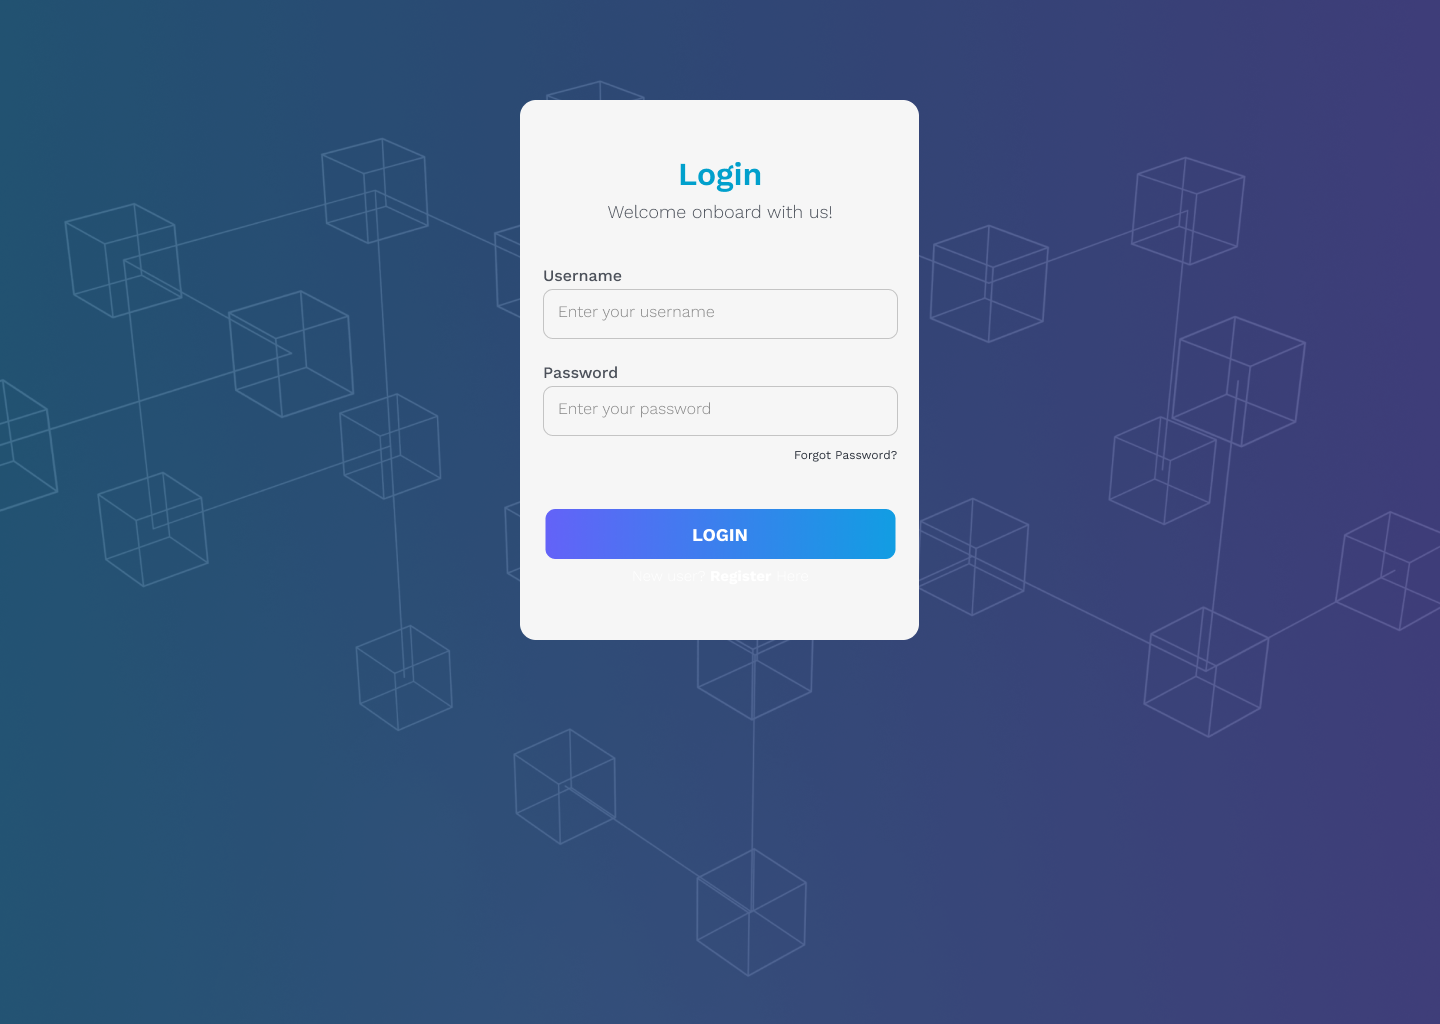 Login
Welcome onboard with us!
Username
Enter your username
Password
Enter your password
Forgot Password?
LOGIN
New user? Register Here